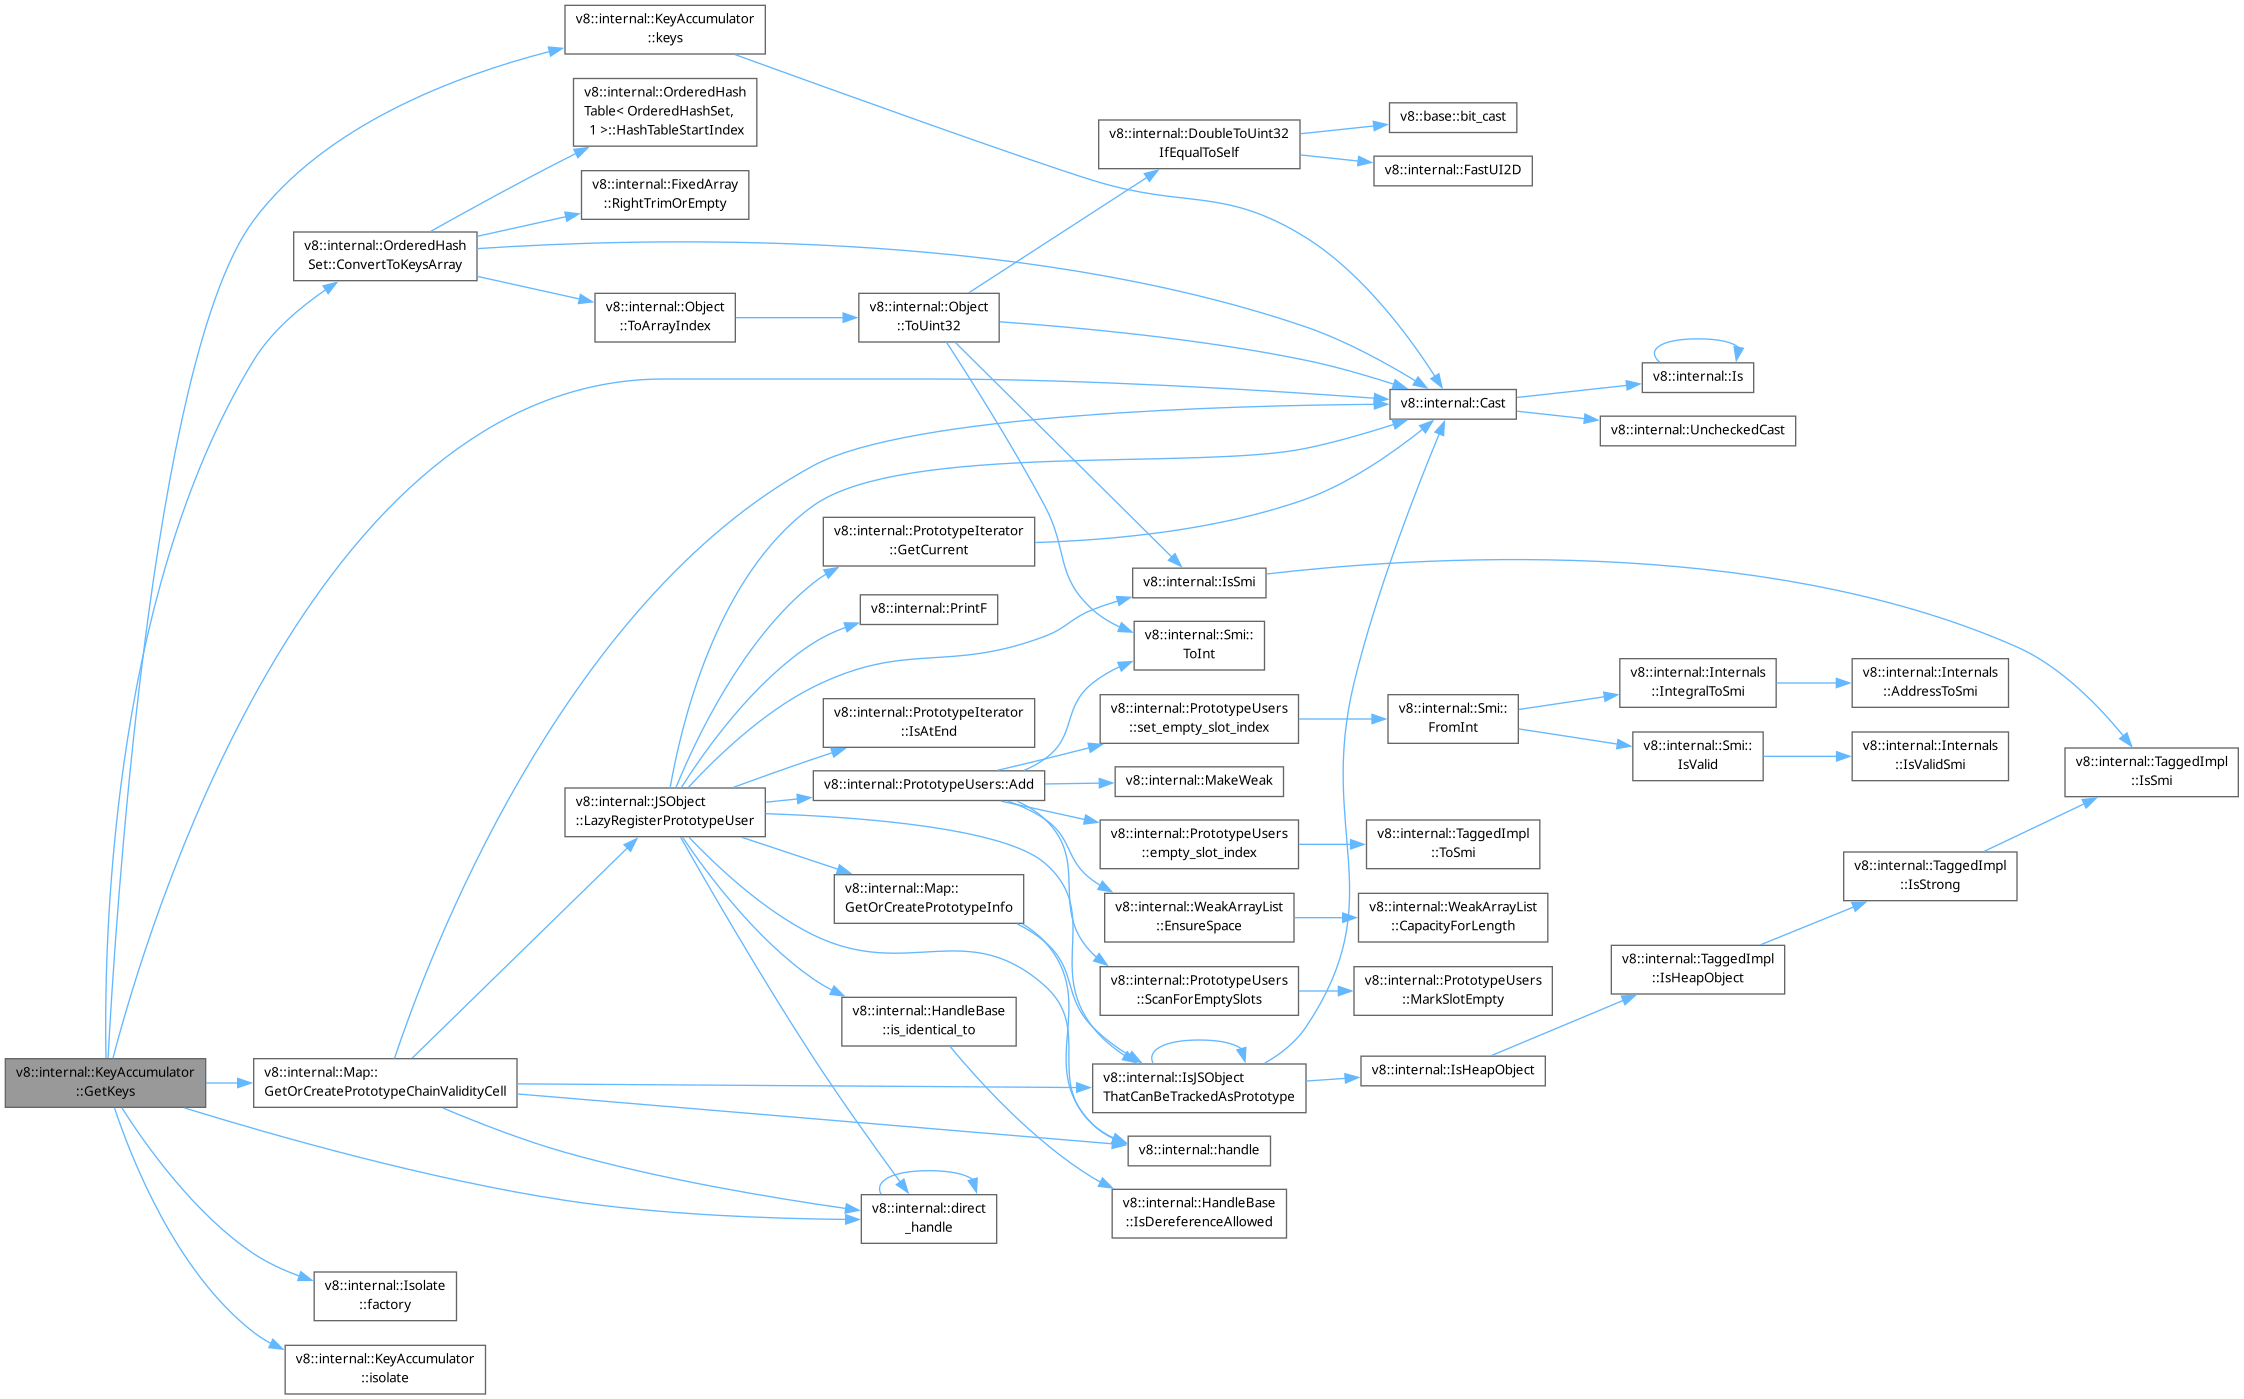 v8::internal::KeyAccumulator
::keys
v8::internal::OrderedHash
Table< OrderedHashSet,
1 >::HashTableStartIndex
v8::base::bit_cast
v8::internal::DoubleToUint32
IfEqualToSelf
v8::internal::FastUI2D
v8::internal::FixedArray
::RightTrimOrEmpty
v8::internal::OrderedHash
Set::ConvertToKeysArray
v8::internal::Object
::ToArrayIndex
v8::internal::Object
::ToUint32
v8::internal::Is
v8::internal::Cast
v8::internal::UncheckedCast
v8::internal::PrototypeIterator
::GetCurrent
v8::internal::IsSmi
v8::internal::PrintF
v8::internal::Smi::
ToInt
v8::internal::Internals
::IntegralToSmi
v8::internal::Internals
::AddressToSmi
v8::internal::PrototypeIterator
::IsAtEnd
v8::internal::PrototypeUsers
::set_empty_slot_index
v8::internal::Smi::
FromInt
v8::internal::Smi::
IsValid
v8::internal::Internals
::IsValidSmi
v8::internal::TaggedImpl
::IsSmi
v8::internal::PrototypeUsers::Add
v8::internal::MakeWeak
v8::internal::JSObject
::LazyRegisterPrototypeUser
v8::internal::PrototypeUsers
::empty_slot_index
v8::internal::TaggedImpl
::ToSmi
v8::internal::TaggedImpl
::IsStrong
v8::internal::Map::
GetOrCreatePrototypeInfo
v8::internal::WeakArrayList
::EnsureSpace
v8::internal::WeakArrayList
::CapacityForLength
v8::internal::TaggedImpl
::IsHeapObject
v8::internal::PrototypeUsers
::ScanForEmptySlots
v8::internal::PrototypeUsers
::MarkSlotEmpty
v8::internal::HandleBase
::is_identical_to
v8::internal::KeyAccumulator
::GetKeys
v8::internal::Map::
GetOrCreatePrototypeChainValidityCell
v8::internal::IsJSObject
ThatCanBeTrackedAsPrototype
v8::internal::IsHeapObject
v8::internal::handle
v8::internal::direct
_handle
v8::internal::HandleBase
::IsDereferenceAllowed
v8::internal::Isolate
::factory
v8::internal::KeyAccumulator
::isolate